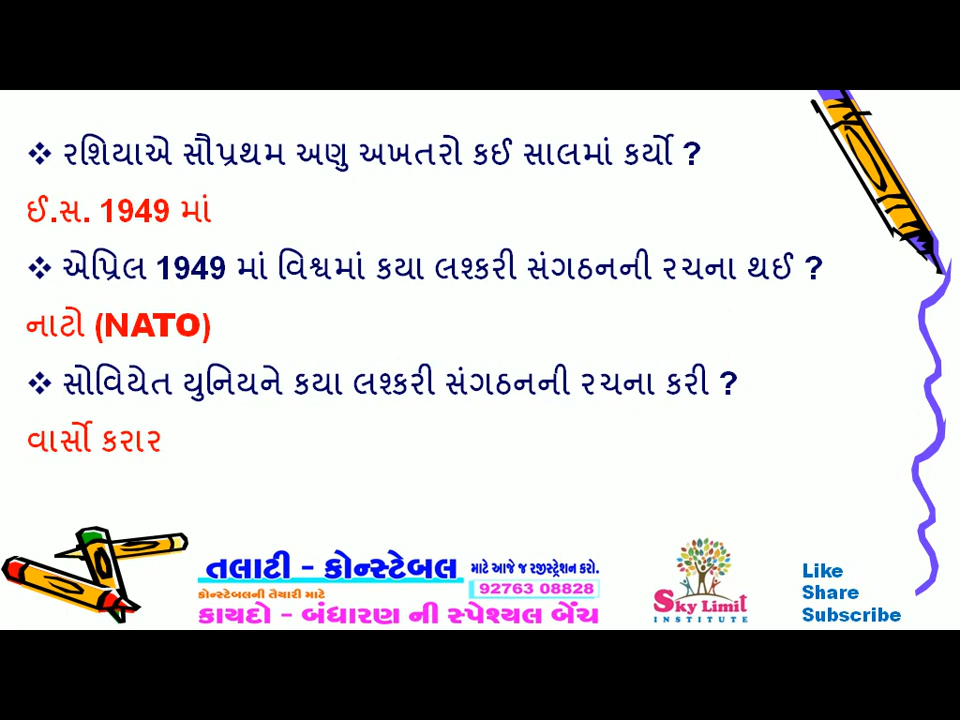 ❖ રશિયાએ સૌપ્રથમ અણુ અખતરો કઈ સાલમાં કર્યો ?
ઈ.સ. 1949 માં
❖ એપ્રિલ 1949 માં વિશ્વમાં કયા લશ્કરી સંગઠનની રચના થઈ ?
નાટો (NATO)
❖ સોવિયેત યુનિયને કયા લશ્કરી સંગઠનની રચના કરી ?
વાર્સો કરાર
તલાટી - કોન્સ્ટેબલ માટે આજે જ રજીસ્ટ્રેશન કરો.
કોન્સ્ટેબલની તૈયારી માટે 92763 08828
કાયદો - બંધારણ ની સ્પેશ્યલ બેંચ
Sky Limit
INSTITUTE
Like
Share
Subscribe